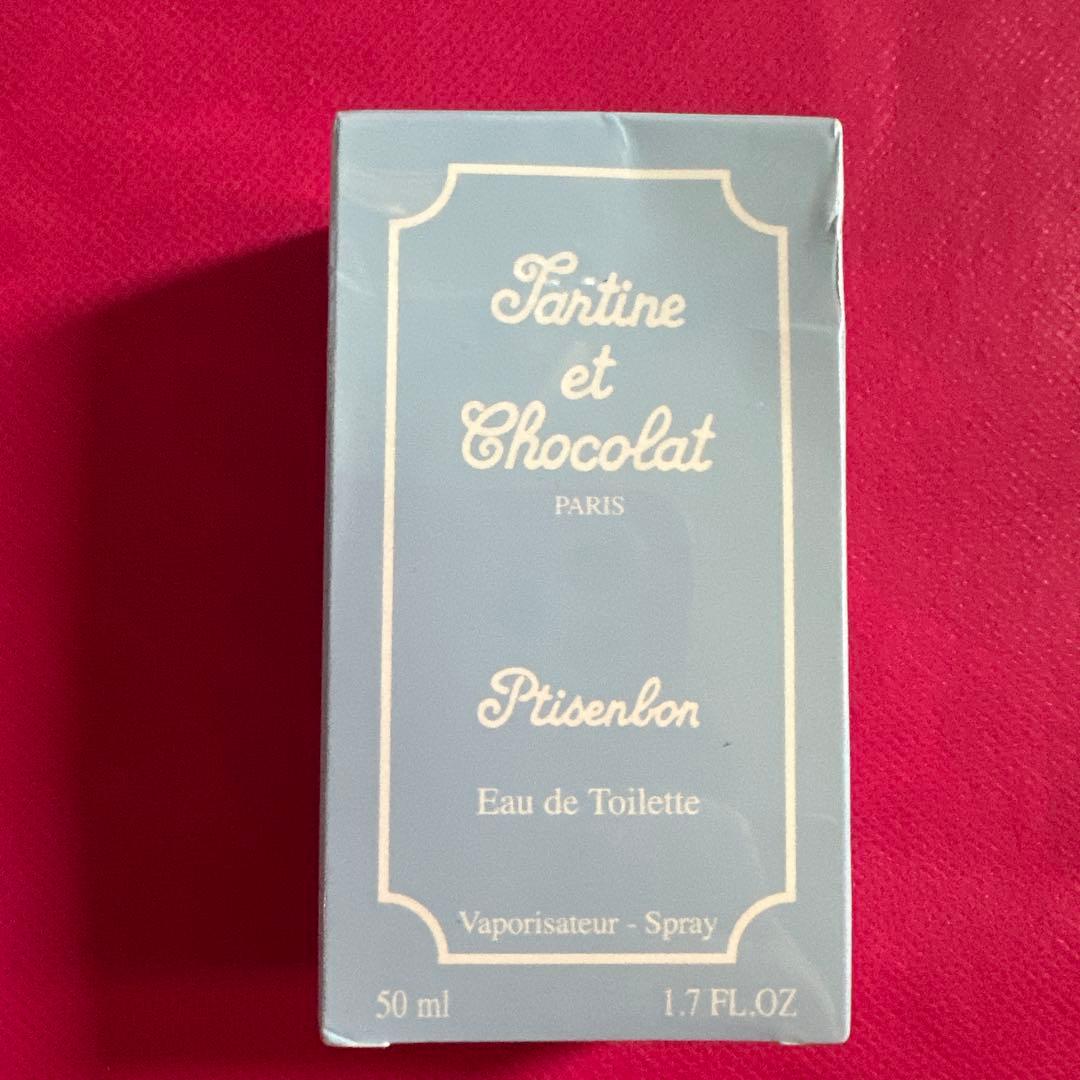 Tartine
et
Chocolat
PARIS
Ptisenbon
Eau de Toilette
Vaporisateur - Spray
50 ml
1.7 FL.OZ